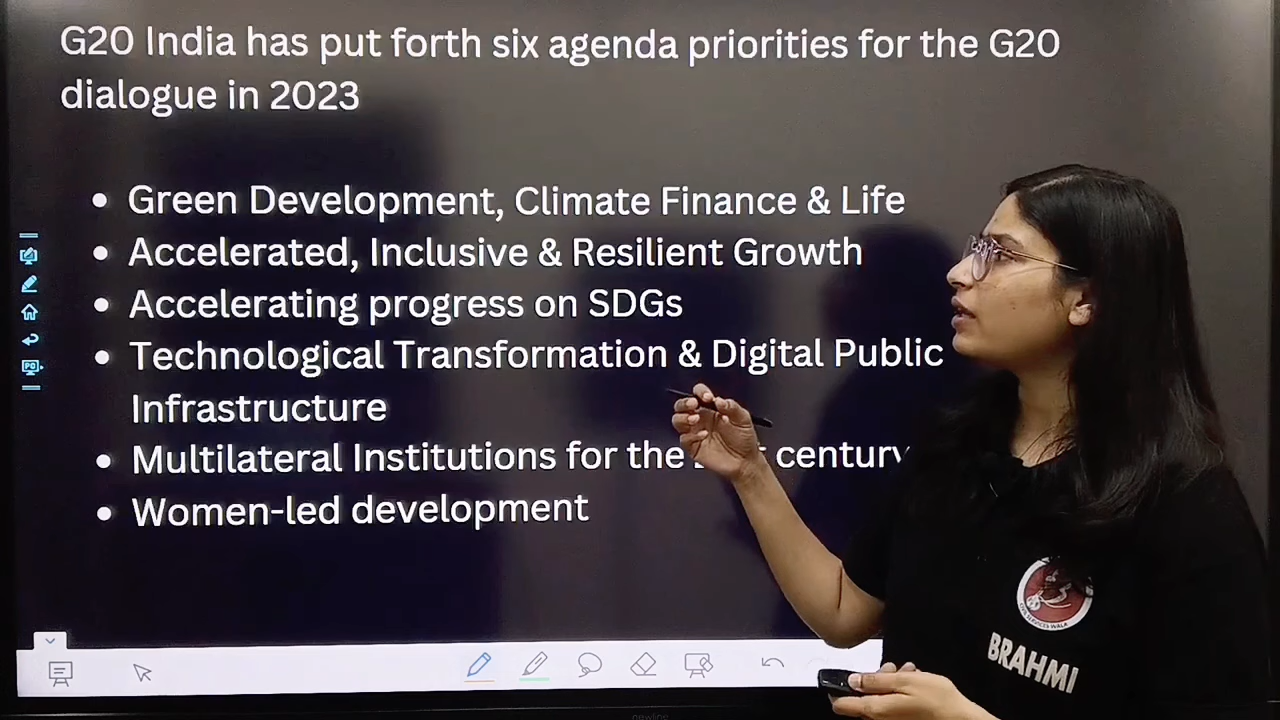 G20 India has put forth six agenda priorities for the G20
dialogue in 2023
Green Development, Climate Finance & Life
Accelerated, Inclusive & Resilient Growth
Accelerating progress on SDGs
Technological Transformation & Digital Public
Infrastructure
Multilateral Institutions for the century
Women-led development
BRAHMI
newline